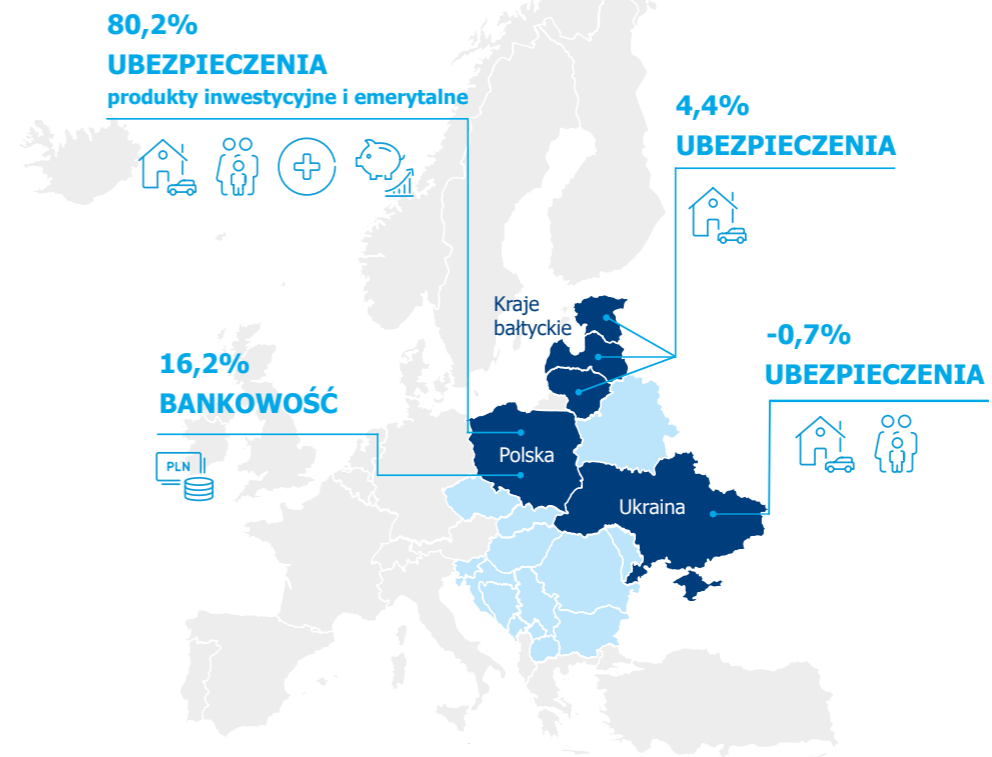 80,2%
UBEZPIECZENIA
produkty inwestycyjne i emerytalne
4,4%
UBEZPIECZENIA
Kraje
bałtyckie
-0,7%
UBEZPIECZENIA
16,2%
BANKOWOŚĆ
PLN
Polska
Ukraina